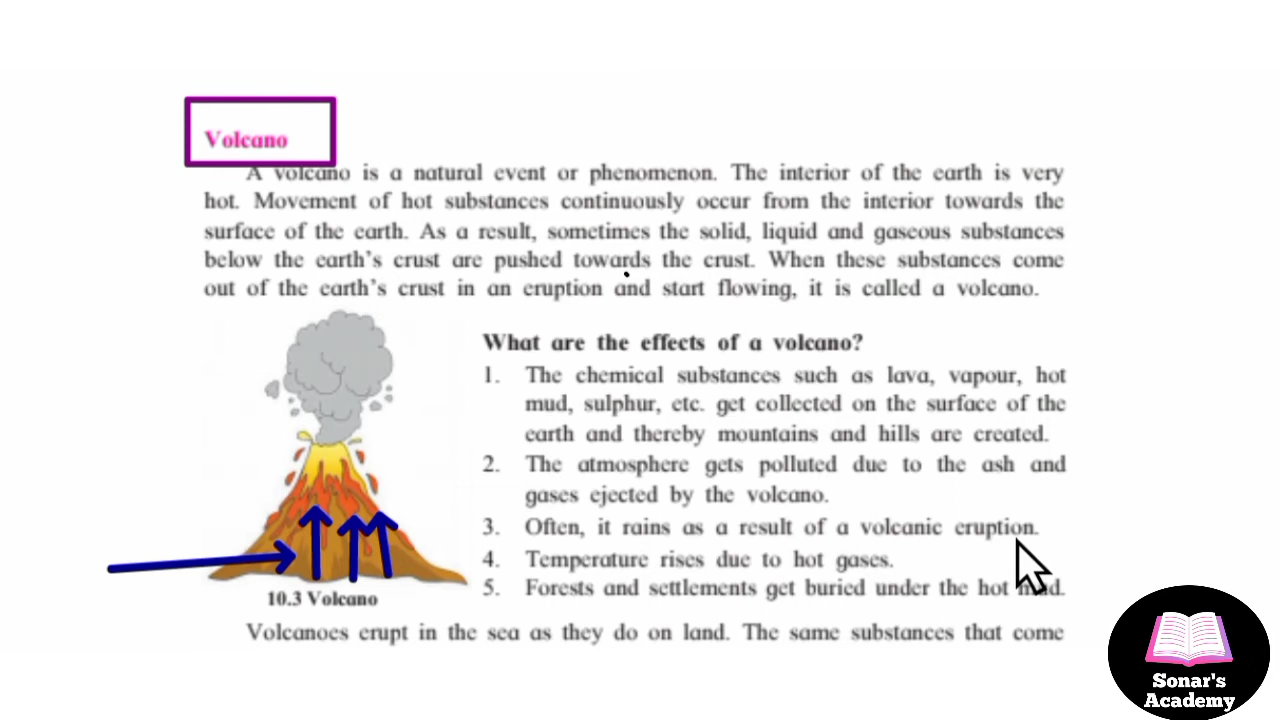 Volcano
A volcano is a natural event or phenomenon. The interior of the earth is very
hot. Movement of hot substances continuously occur from the interior towards the
surface of the earth. As a result, sometimes the solid, liquid and gaseous substances
below the earth's crust are pushed towards the crust. When these substances come
out of the earth's crust in an eruption and start flowing, it is called a volcano.
What are the effects of a volcano?
1. The chemical substances such as lava, vapour, hot
mud, sulphur, etc. get collected on the surface of the
earth and thereby mountains and hills are created.
2. The atmosphere gets polluted due to the ash and
gases ejected by the volcano.
3. Often, it rains as a result of a volcanic eruption.
4. Temperature rises due to hot gases.
5. Forests and settlements get buried under the hot mud.
10.3 Volcano
Volcanoes erupt in the sea as they do on land. The same substances that come
Sonar's
Academy